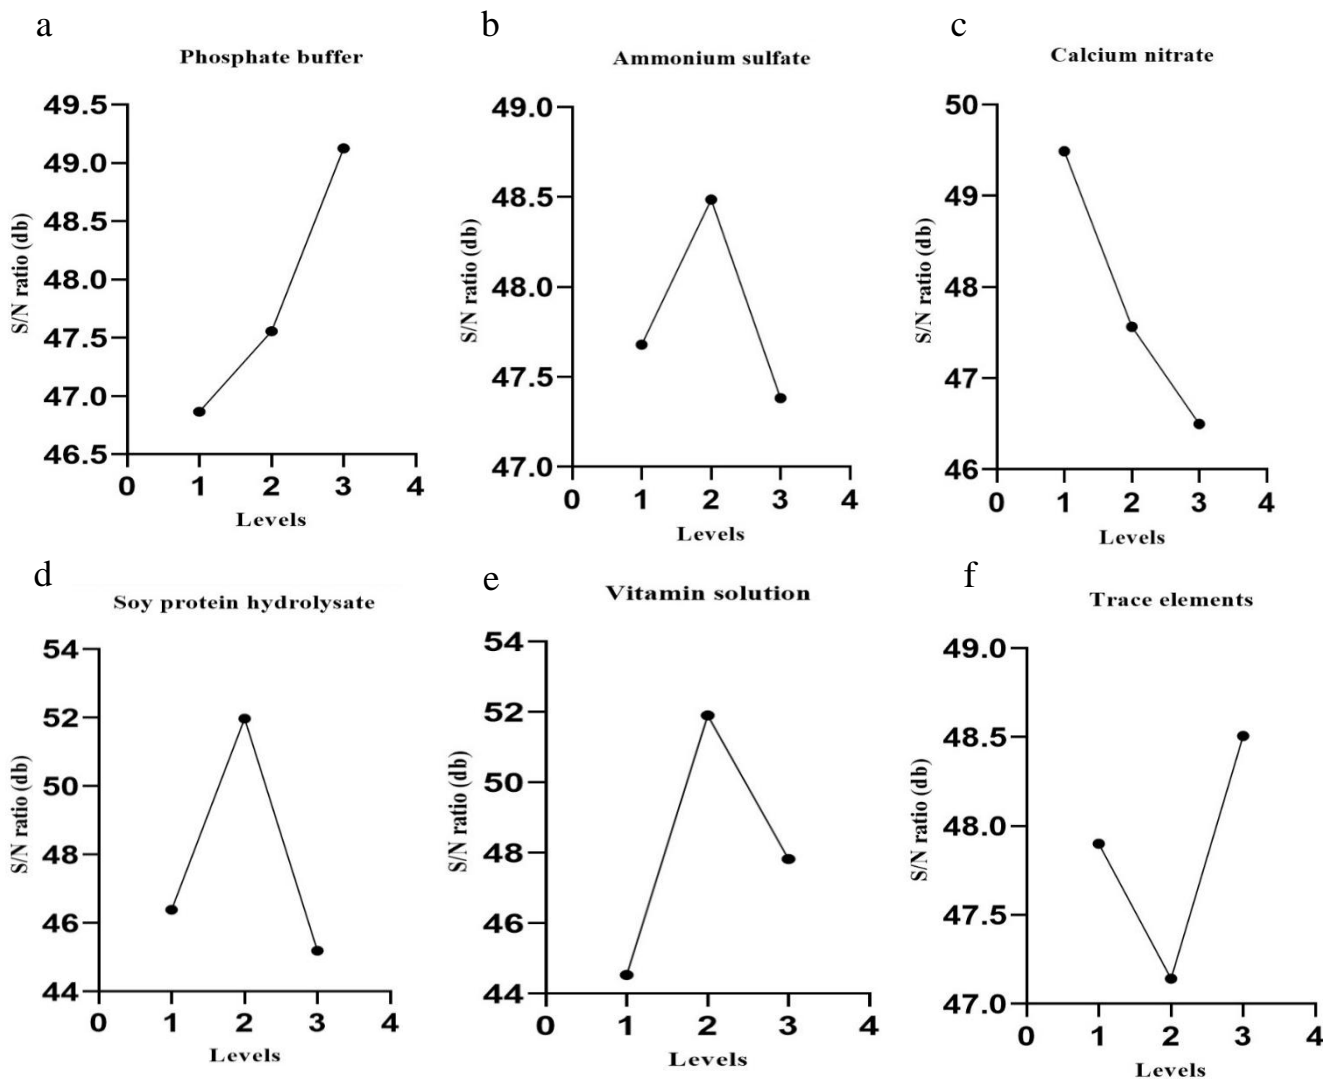 a
Phosphate buffer
49.5
49.0
48.5
48.0
47.5
47.0
46.5
S/N ratio (db)
0 1 2 3 4
Levels
b
Ammonium sulfate
49.0
48.5
48.0
47.5
47.0
S/N ratio (db)
0 1 2 3 4
Levels
c
Calcium nitrate
50
49
48
47
46
S/N ratio (db)
0 1 2 3 4
Levels
d
Soy protein hydrolysate
54
52
50
48
46
44
S/N ratio (db)
0 1 2 3 4
Levels
e
Vitamin solution
54
52
50
48
46
44
S/N ratio (db)
0 1 2 3 4
Levels
f
Trace elements
49.0
48.5
48.0
47.5
47.0
S/N ratio (db)
0 1 2 3 4
Levels